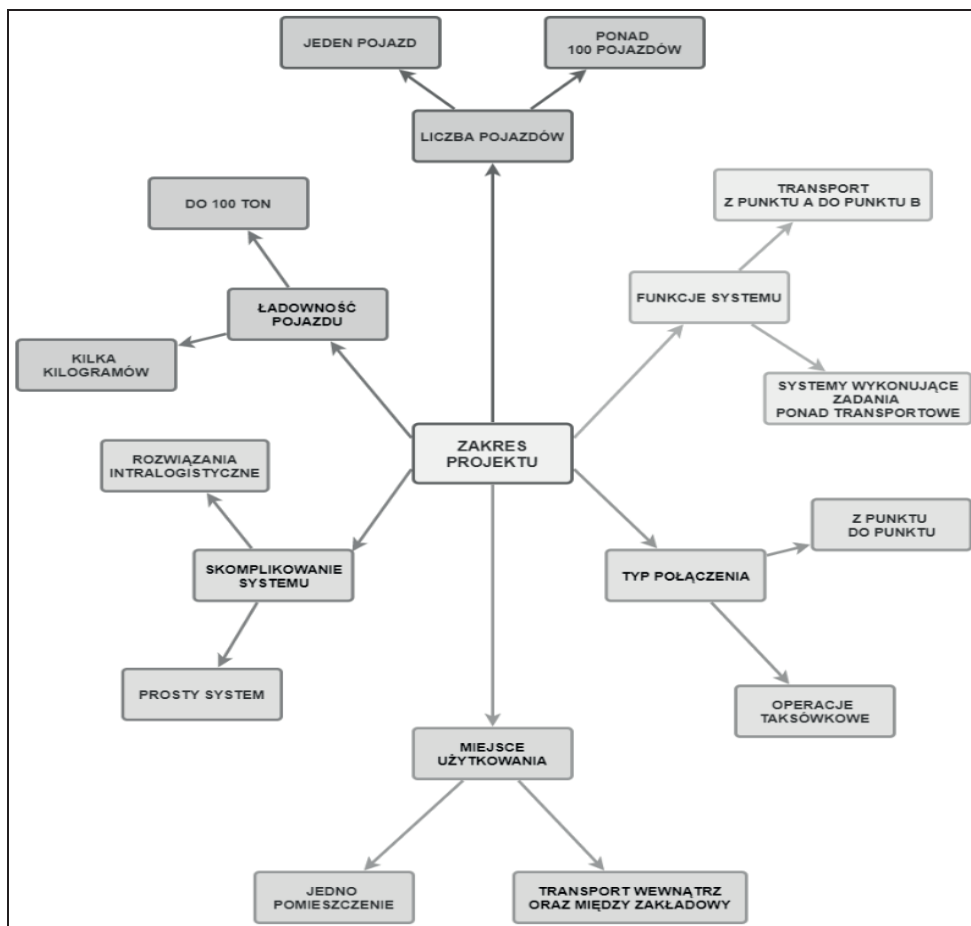 JEDEN POJAZD
PONAD
100 POJAZDÓW
LICZBA POJAZDÓW
DO 100 TON
TRANSPORT
Z PUNKTU A DO PUNKTU B
ŁADOWNOŚĆ
POJAZDU
FUNKCJE SYSTEMU
KILKA
KILOGRAMÓW
SYSTEMY WYKONUJĄCE
ZADANIA
PONAD TRANSPORTOWE
ZAKRES
PROJEKTU
ROZWIĄZANIA
INTRALOGISTYCZNE
Z PUNKTU
DO PUNKTU
SKOMPLIKOWANIE
SYSTEMU
TYP POŁĄCZENIA
PROSTY SYSTEM
OPERACJE
TAKSÓWKOWE
MIEJSCE
UŻYTKOWANIA
JEDNO
POMIESZCZENIE
TRANSPORT WEWNĄTRZ
ORAZ MIĘDZY ZAKŁADOWY